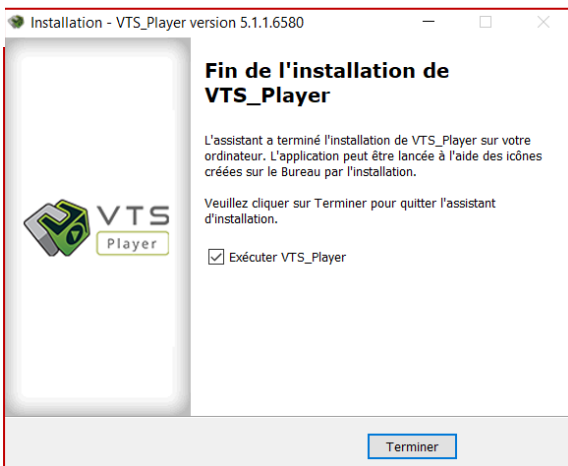 Installation - VTS_Player version 5.1.1.6580
Fin de l'installation de
VTS_Player
L'assistant a terminé l'installation de VTS_Player sur votre
ordinateur. L'application peut être lancée à l'aide des icônes
créées sur le Bureau par l'installation.
Veuillez cliquer sur Terminer pour quitter l'assistant
d'installation.
VTS
Player
Exécuter VTS_Player
Terminer